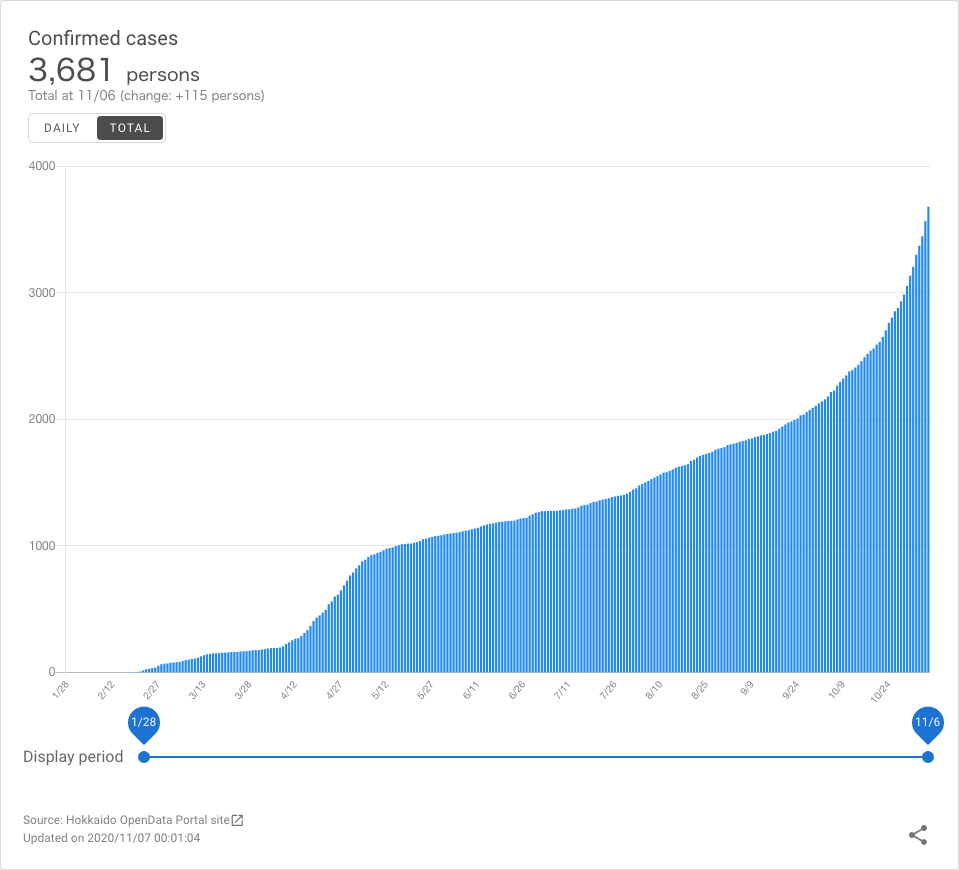 Confirmed cases
3,681 persons
Total at 11/06 (change: +115 persons)
DAILY TOTAL
4000
3000
2000
1000
0
1/28 2/12 2/27 3/13 3/28 4/12 4/27 5/12 5/27 6/11 6/26 7/11 7/26 8/10 8/25 9/9 9/24 10/9 10/24
1/28 11/6
Display period
Source: Hokkaido OpenData Portal site
Updated on 2020/11/07 00:01:04